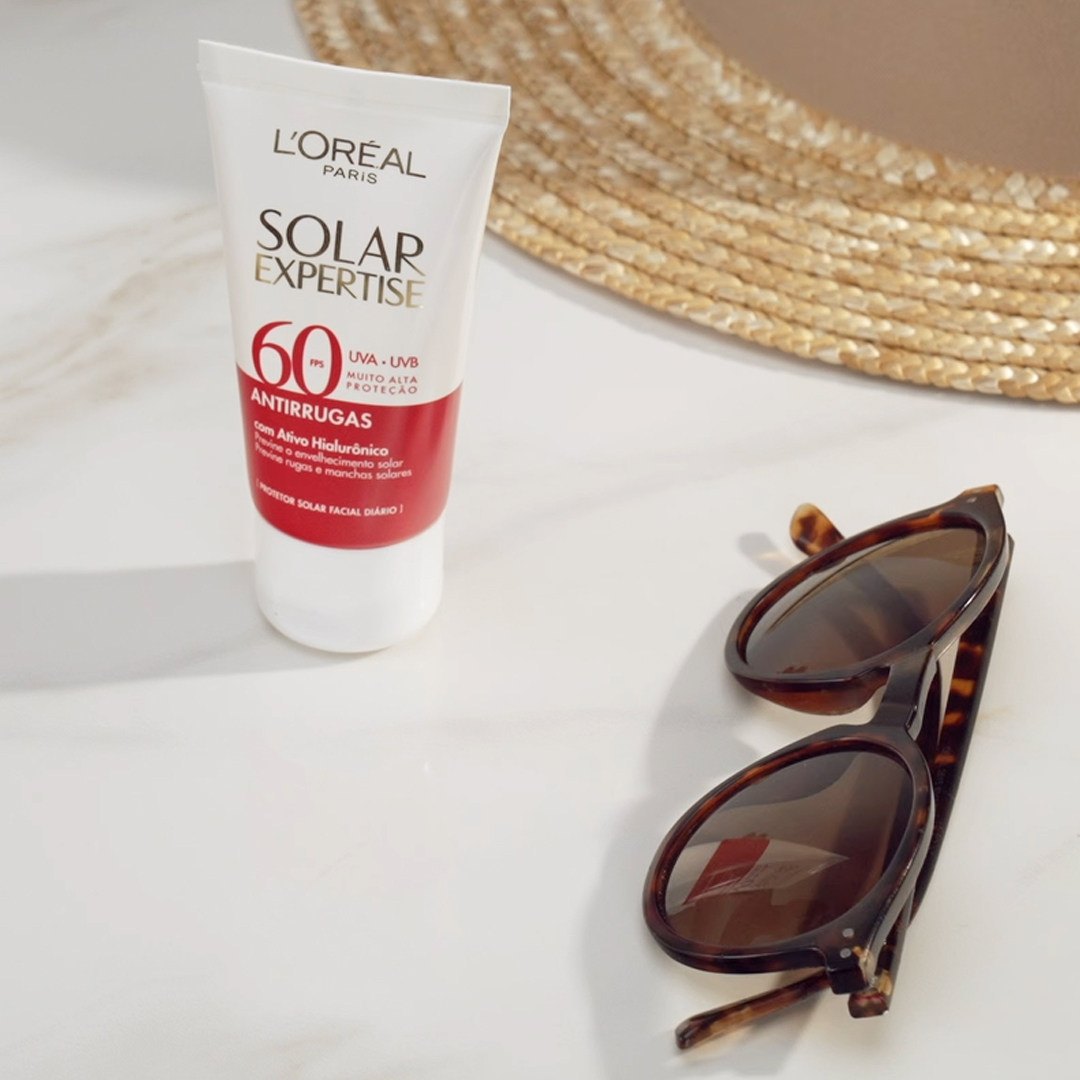 L'ORÉAL
PARIS
SOLAR
EXPERTISE
60 FPS UVA • UVB
MUITO ALTA
PROTEÇÃO
ANTIRRUGAS
com Ativo Hialurônico
Previne o envelhecimento solar
Previne rugas e manchas solares
[ PROTETOR SOLAR FACIAL DIÁRIO ]